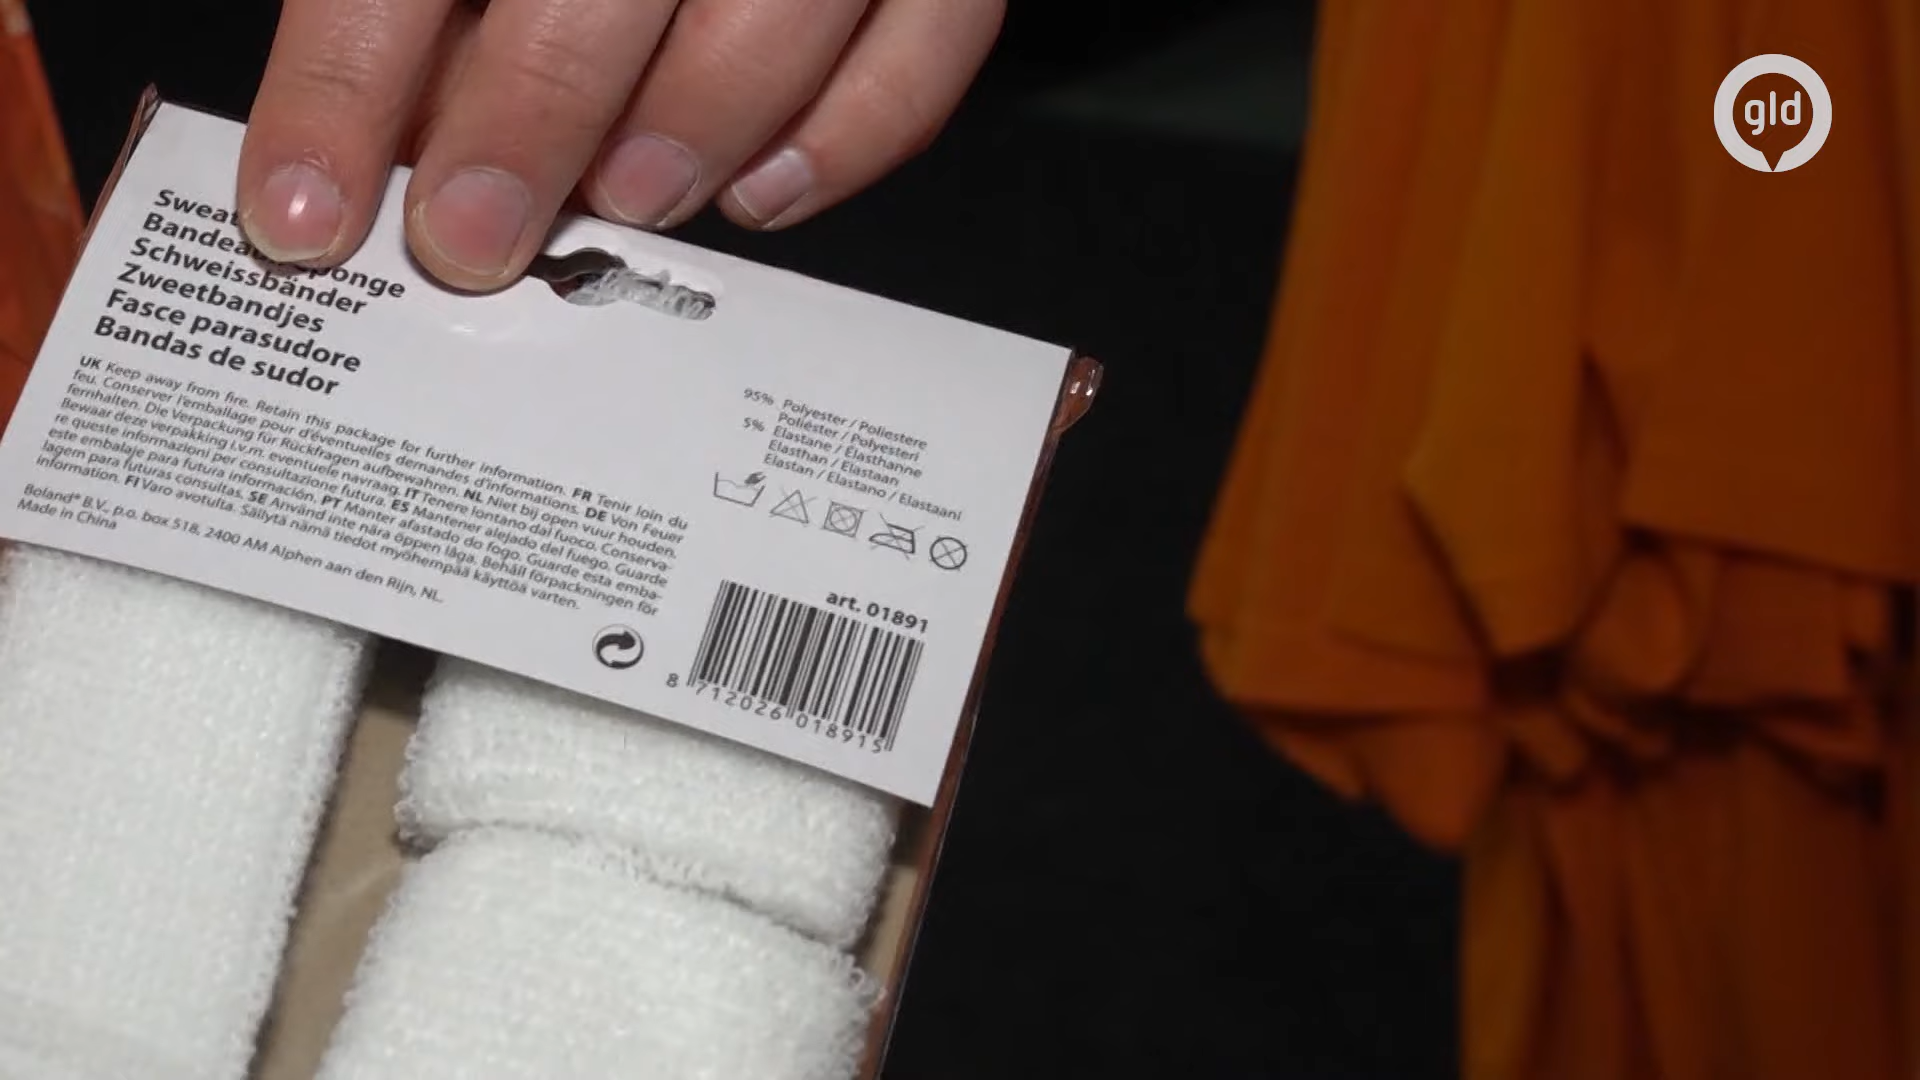 gld
Sweat
Bandea ponge
Schweissbänder
Zweetbandjes
Fasce parasudore
Bandas de sudor
UK Keep away from fire. Retain this package for further information. FR Tenir loin du
feu. Conserver l'emballage pour d'éventuelles demandes d'informations. DE Von Feuer
fernhalten. Die Verpackung für Rückfragen aufbewahren. NL Niet bij open vuur houden.
Bewaar deze verpakking i.v.m. eventuele navraag. IT Tenere lontano dal fuoco. Conserva-
re queste informazioni per consultazione futura. ES Mantener alejado del fuego. Guarde
este embalaje para futura información. PT Manter afastado do fogo. Guarde esta emba-
lagem para futuras consultas. SE Använd inte nära öppen låga. Behåll förpackningen för
information. FI Varo avotulta. Säilytä nämä tiedot myöhempää käyttöä varten.
Boland® B.V., p.o. box 518, 2400 AM Alphen aan den Rijn, NL.
Made in China
95% Polyester / Poliestere
Poliéster / Polyesteri
5% Elastane / Élasthanne
Elasthan / Elastaan
Elastan / Elastano / Elastaani
art. 01891
8 712026 018915